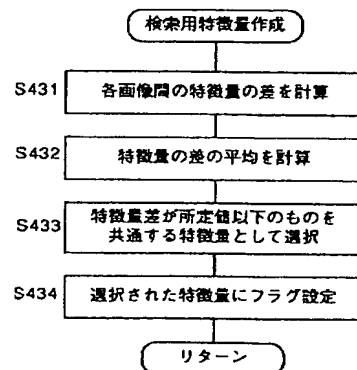 検索用特徴量作成
S431
各画像間の特徴量の差を計算
S432
特徴量の差の平均を計算
S433
特徴量差が所定値以下のものを
共通する特徴量として選択
S434
選択された特徴量にフラグ設定
リターン